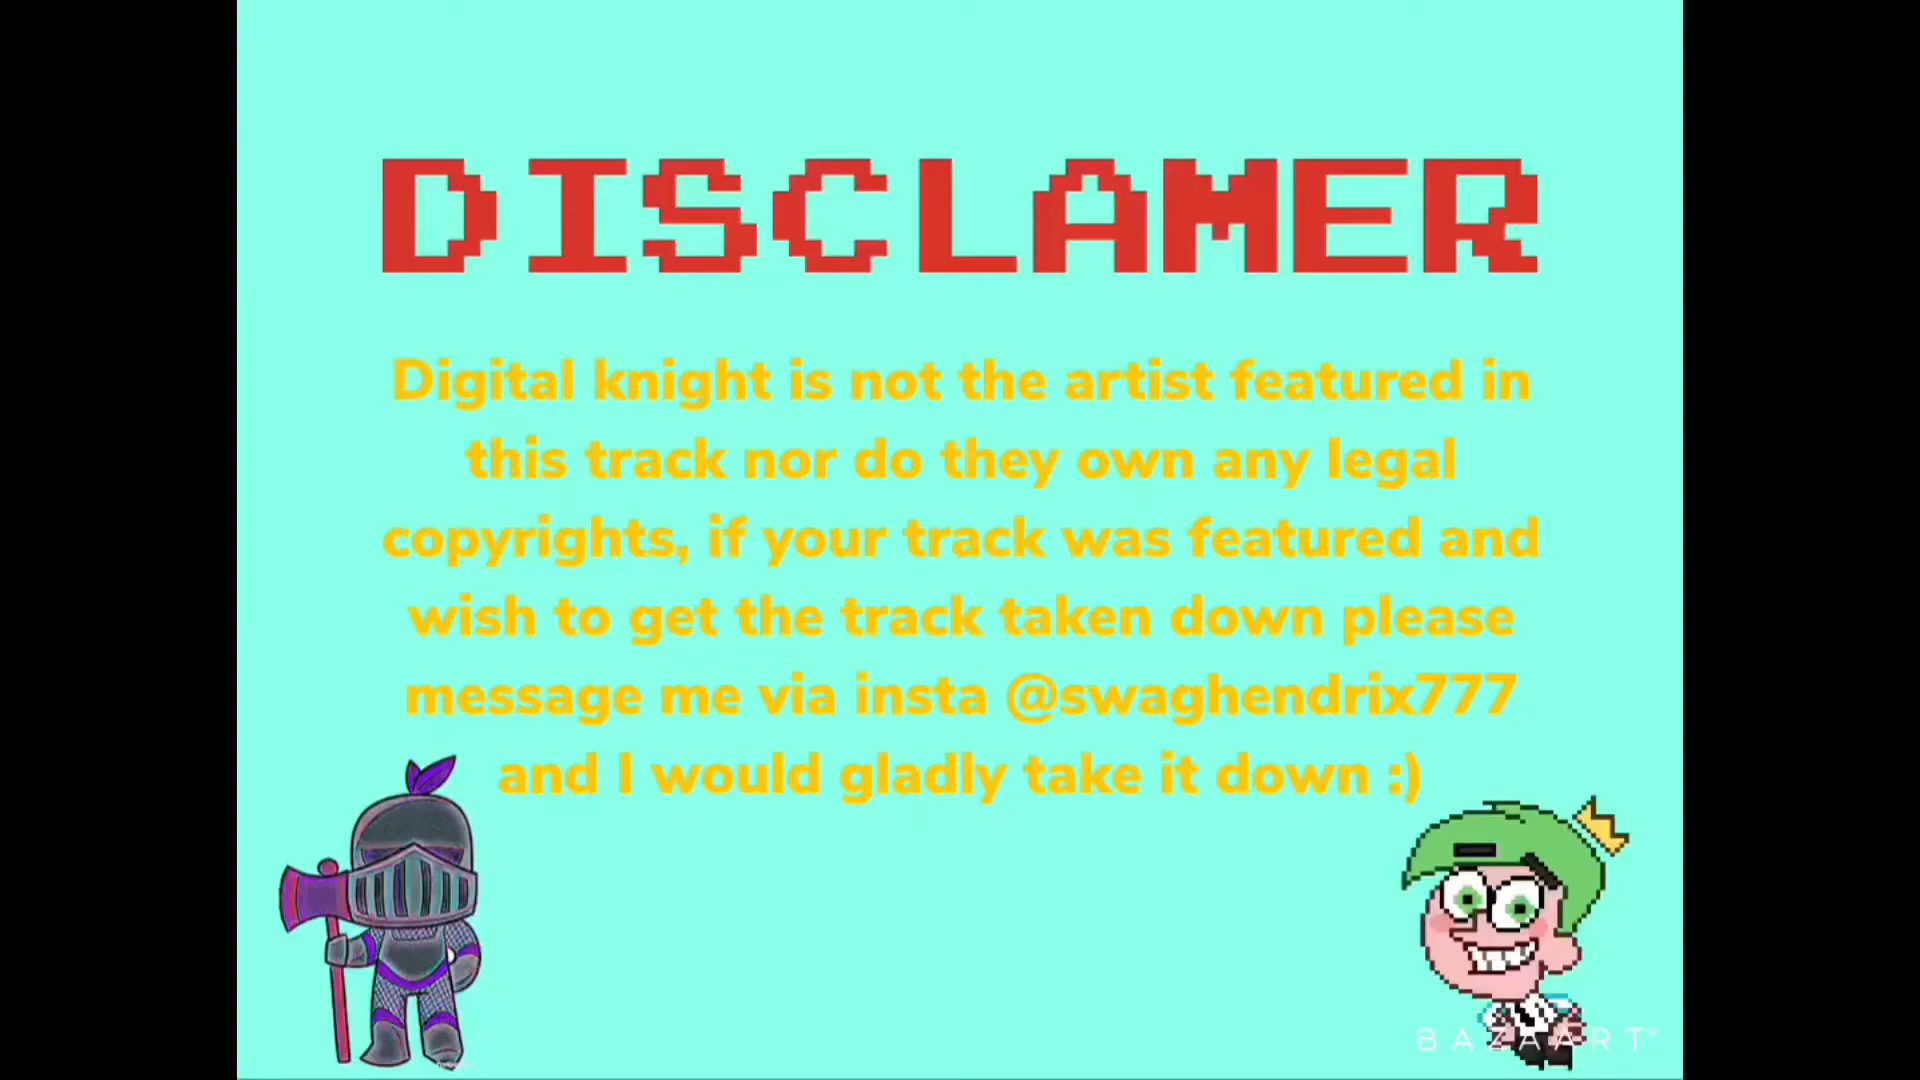 DISCLAMER
Digital knight is not the artist featured in
this track nor do they own any legal
copyrights, if your track was featured and
wish to get the track taken down please
message me via insta @swaghendrix777
and I would gladly take it down :)
BAZAART